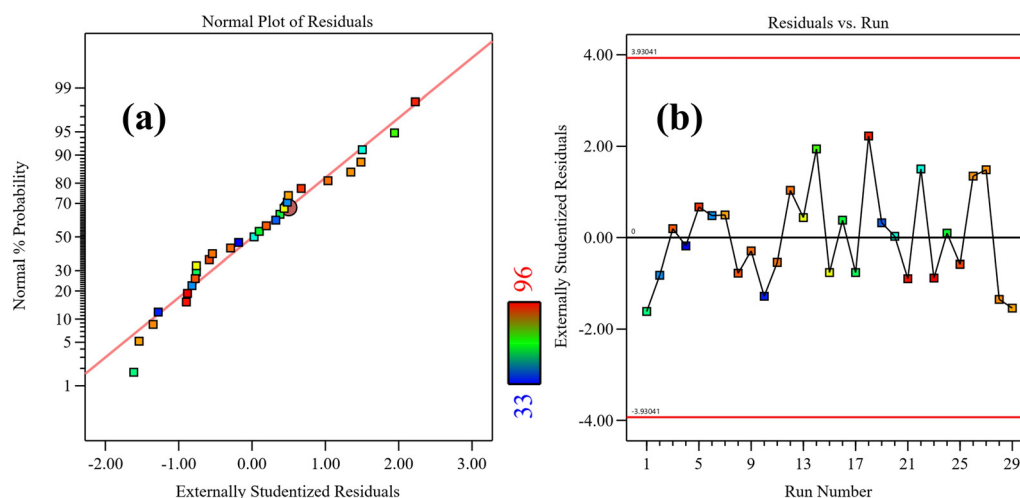 Normal Plot of Residuals
(a)
Normal % Probability
99
95
90
80
70
50
30
20
10
5
1
-2.00 -1.00 0.00 1.00 2.00 3.00
Externally Studentized Residuals
96
33
Residuals vs. Run
(b)
Externally Studentized Residuals
4.00
2.00
0.00
-2.00
-4.00
3.93041
0
-3.93041
1 5 9 13 17 21 25 29
Run Number